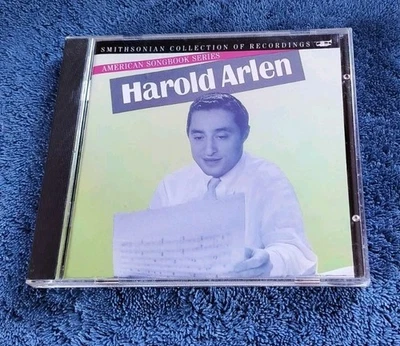 SMITHSONIAN COLLECTION OF RECORDINGS
AMERICAN SONGBOOK SERIES
Harold Arlen